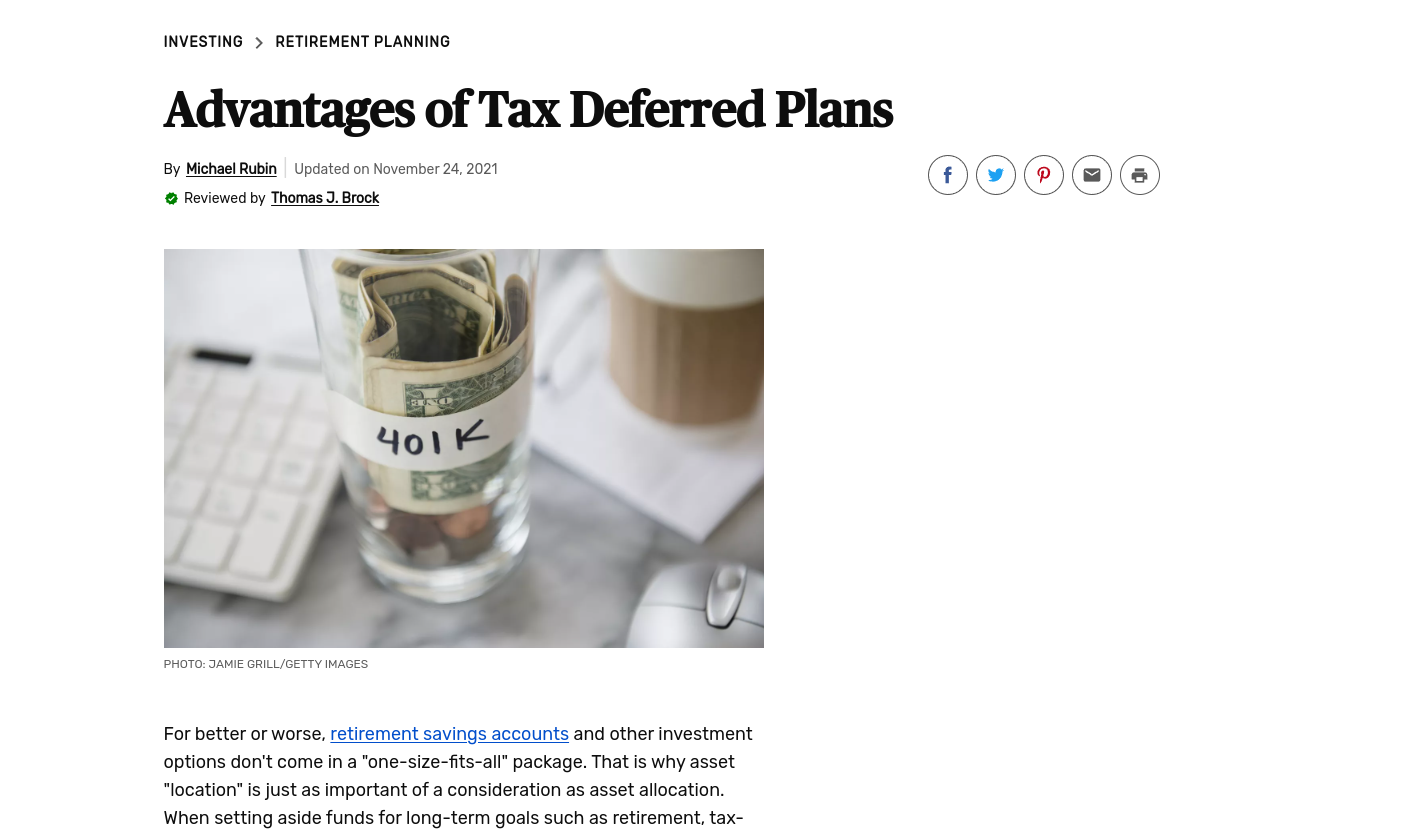 INVESTING > RETIREMENT PLANNING
Advantages of Tax Deferred Plans
By Michael Rubin | Updated on November 24, 2021
Reviewed by Thomas J. Brock
401K
PHOTO: JAMIE GRILL/GETTY IMAGES
For better or worse, retirement savings accounts and other investment
options don't come in a "one-size-fits-all" package. That is why asset
"location" is just as important of a consideration as asset allocation.
When setting aside funds for long-term goals such as retirement, tax-